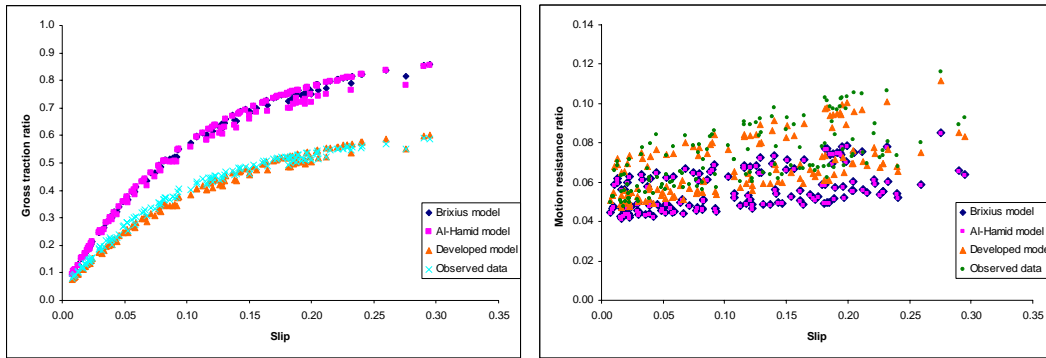 1.0
0.9
0.8
0.7
0.6
0.5
0.4
0.3
0.2
0.1
0.0
Gross traction ratio
0.00 0.05 0.10 0.15 0.20 0.25 0.30 0.35
Slip
Brixius model
Al-Hamid model
Developed model
Observed data
0.14
0.12
0.10
0.08
0.06
0.04
0.02
0.00
Motion resistance ratio
0.00 0.05 0.10 0.15 0.20 0.25 0.30 0.35
Slip
Brixius model
Al-Hamid model
Developed model
Observed data